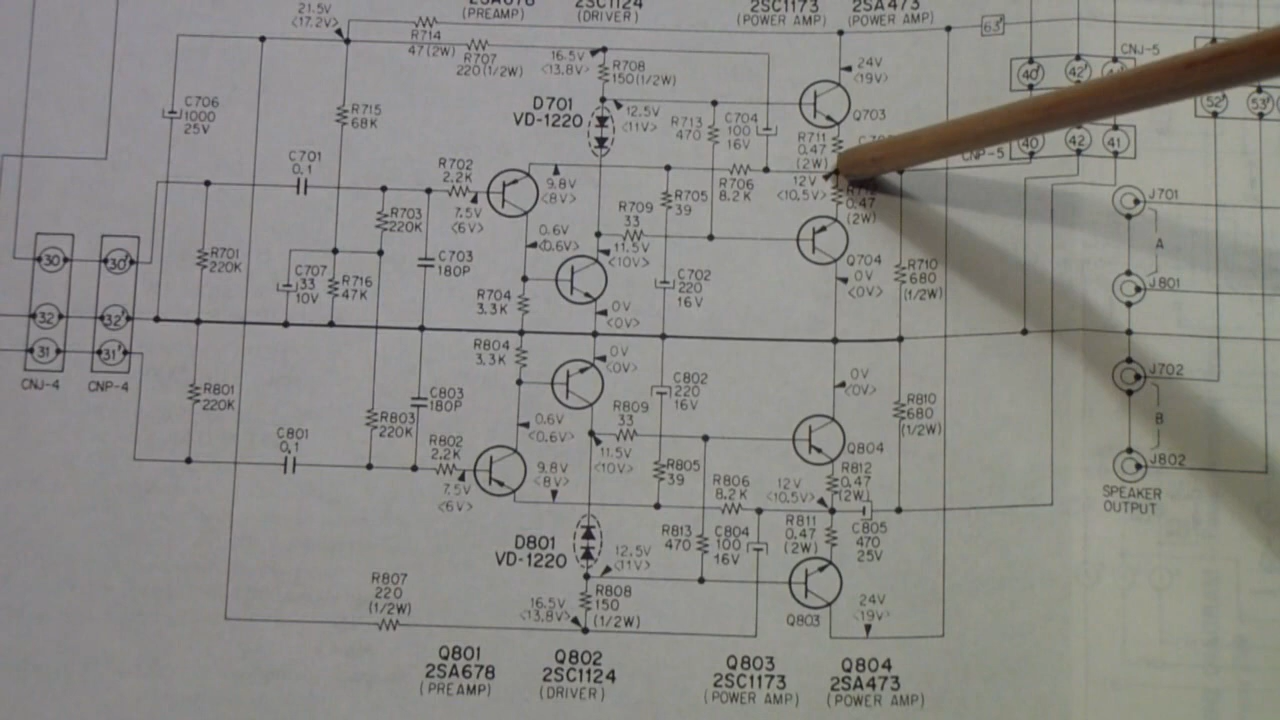 (PREAMP)
2SC1124
(DRIVER)
2SC1173
(POWER AMP)
2SA473
(POWER AMP)
21.5V
<17.2V>
R714
47(2W)
R707
220(1/2W)
16.5V
<13.8V>
R708
150(1/2W)
24V
<19V>
63'
CNJ-5
40'
42'
52'
53'
C706
1000
25V
R715
68K
D701
VD-1220
12.5V
<11V>
R713
470
C704
100
16V
Q703
R711
0.47
(2W)
CNP-5
40
42
41
C701
0.1
R702
2.2K
7.5V
<6V>
9.8V
<8V>
R705
39
R706
8.2K
12V
<10.5V>
0.47
(2W)
J701
R703
220K
0.6V
<0.6V>
R709
33
11.5V
<10V>
Q704
A
R701
220K
30
30'
C707
33
10V
R716
47K
C703
180P
R704
3.3K
C702
220
16V
0V
<0V>
0V
<0V>
R710
680
(1/2W)
J801
32
32'
31
31'
CNJ-4
CNP-4
R804
3.3K
0V
<0V>
C802
220
16V
0V
<0V>
R810
680
(1/2W)
J702
B
R801
220K
C803
180P
R803
220K
0.6V
<0.6V>
R809
33
11.5V
<10V>
Q804
J802
SPEAKER
OUTPUT
C801
0.1
R802
2.2K
7.5V
<6V>
9.8V
<8V>
R805
39
R806
8.2K
12V
<10.5V>
R812
0.47
(2W)
C805
470
25V
D801
VD-1220
12.5V
<11V>
R813
470
C804
100
16V
R811
0.47
(2W)
Q803
R807
220
(1/2W)
16.5V
<13.8V>
R808
150
(1/2W)
24V
<19V>
Q801
2SA678
(PREAMP)
Q802
2SC1124
(DRIVER)
Q803
2SC1173
(POWER AMP)
Q804
2SA473
(POWER AMP)